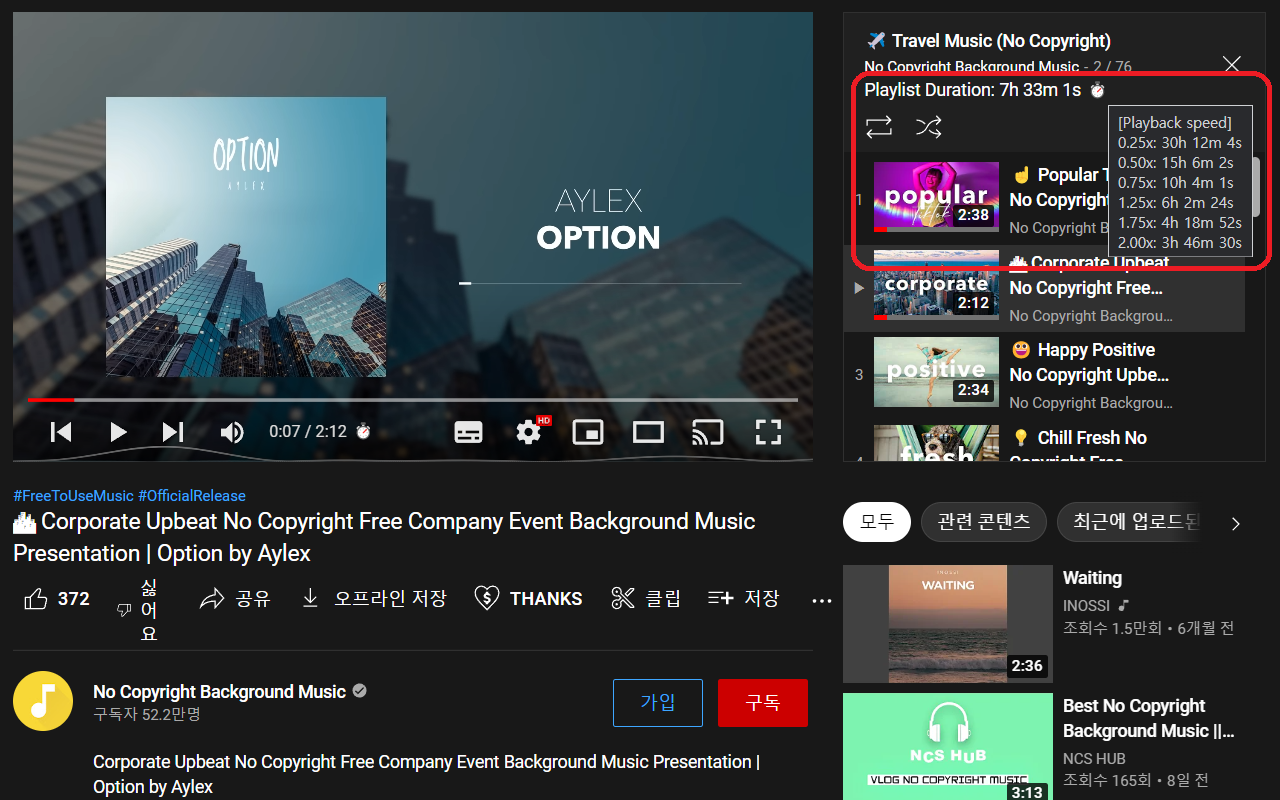 OPTION
AYLEX
AYLEX
OPTION
0:07 / 2:12
HD
#FreeToUseMusic #OfficialRelease
Corporate Upbeat No Copyright Free Company Event Background Music
Presentation | Option by Aylex
372
싫
어
요
공유
오프라인 저장
THANKS
클립
저장
No Copyright Background Music
구독자 52.2만명
가입
구독
Corporate Upbeat No Copyright Free Company Event Background Music Presentation |
Option by Aylex
Travel Music (No Copyright)
No Copyright Background Music - 2 / 76
Playlist Duration: 7h 33m 1s
[Playback speed]
0.25x: 30h 12m 4s
0.50x: 15h 6m 2s
0.75x: 10h 4m 1s
1.25x: 6h 2m 24s
1.75x: 4h 18m 52s
2.00x: 3h 46m 30s
1
popular
Tiktok
2:38
Popular T
No Copyright
No Copyright B
corporate
2:12
Corporate Upbeat
No Copyright Free...
No Copyright Backgrou...
3
positive
2:34
Happy Positive
No Copyright Upbe...
No Copyright Backgrou...
4
fresh
Chill Fresh No
Copyright Free
모두
관련 콘텐츠
최근에 업로드된
INOSSI
WAITING
2:36
Waiting
INOSSI
조회수 1.5만회 • 6개월 전
NCS HUB
VLOG NO COPYRIGHT MUSIC
3:13
Best No Copyright
Background Music ||...
NCS HUB
조회수 165회 • 8일 전